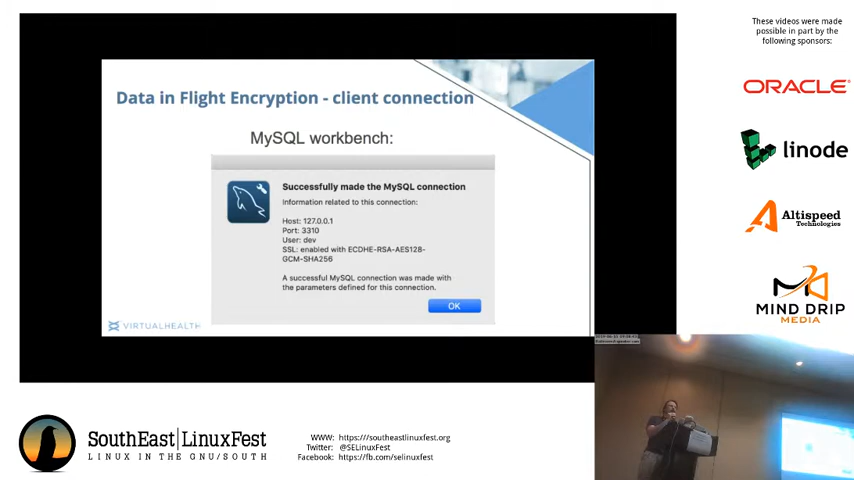 These videos were made
possible in part by the
following sponsors:
Data in Flight Encryption - client connection
MySQL workbench:
Successfully made the MySQL connection
Information related to this connection:
Host: 127.0.0.1
Port: 3310
User: dev
SSL: enabled with ECDHE-RSA-AES128-
GCM-SHA256
A successful MySQL connection was made with
the parameters defined for this connection.
OK
VIRTUALHEALTH
ORACLE
linode
Altispeed
Technologies
MIND DRIP
MEDIA
SouthEast|LinuxFest
LINUX IN THE GNU/SOUTH
WWW: https:///southeastlinuxfest.org
Twitter: @SELinuxFest
Facebook: https://fb.com/selinuxfest